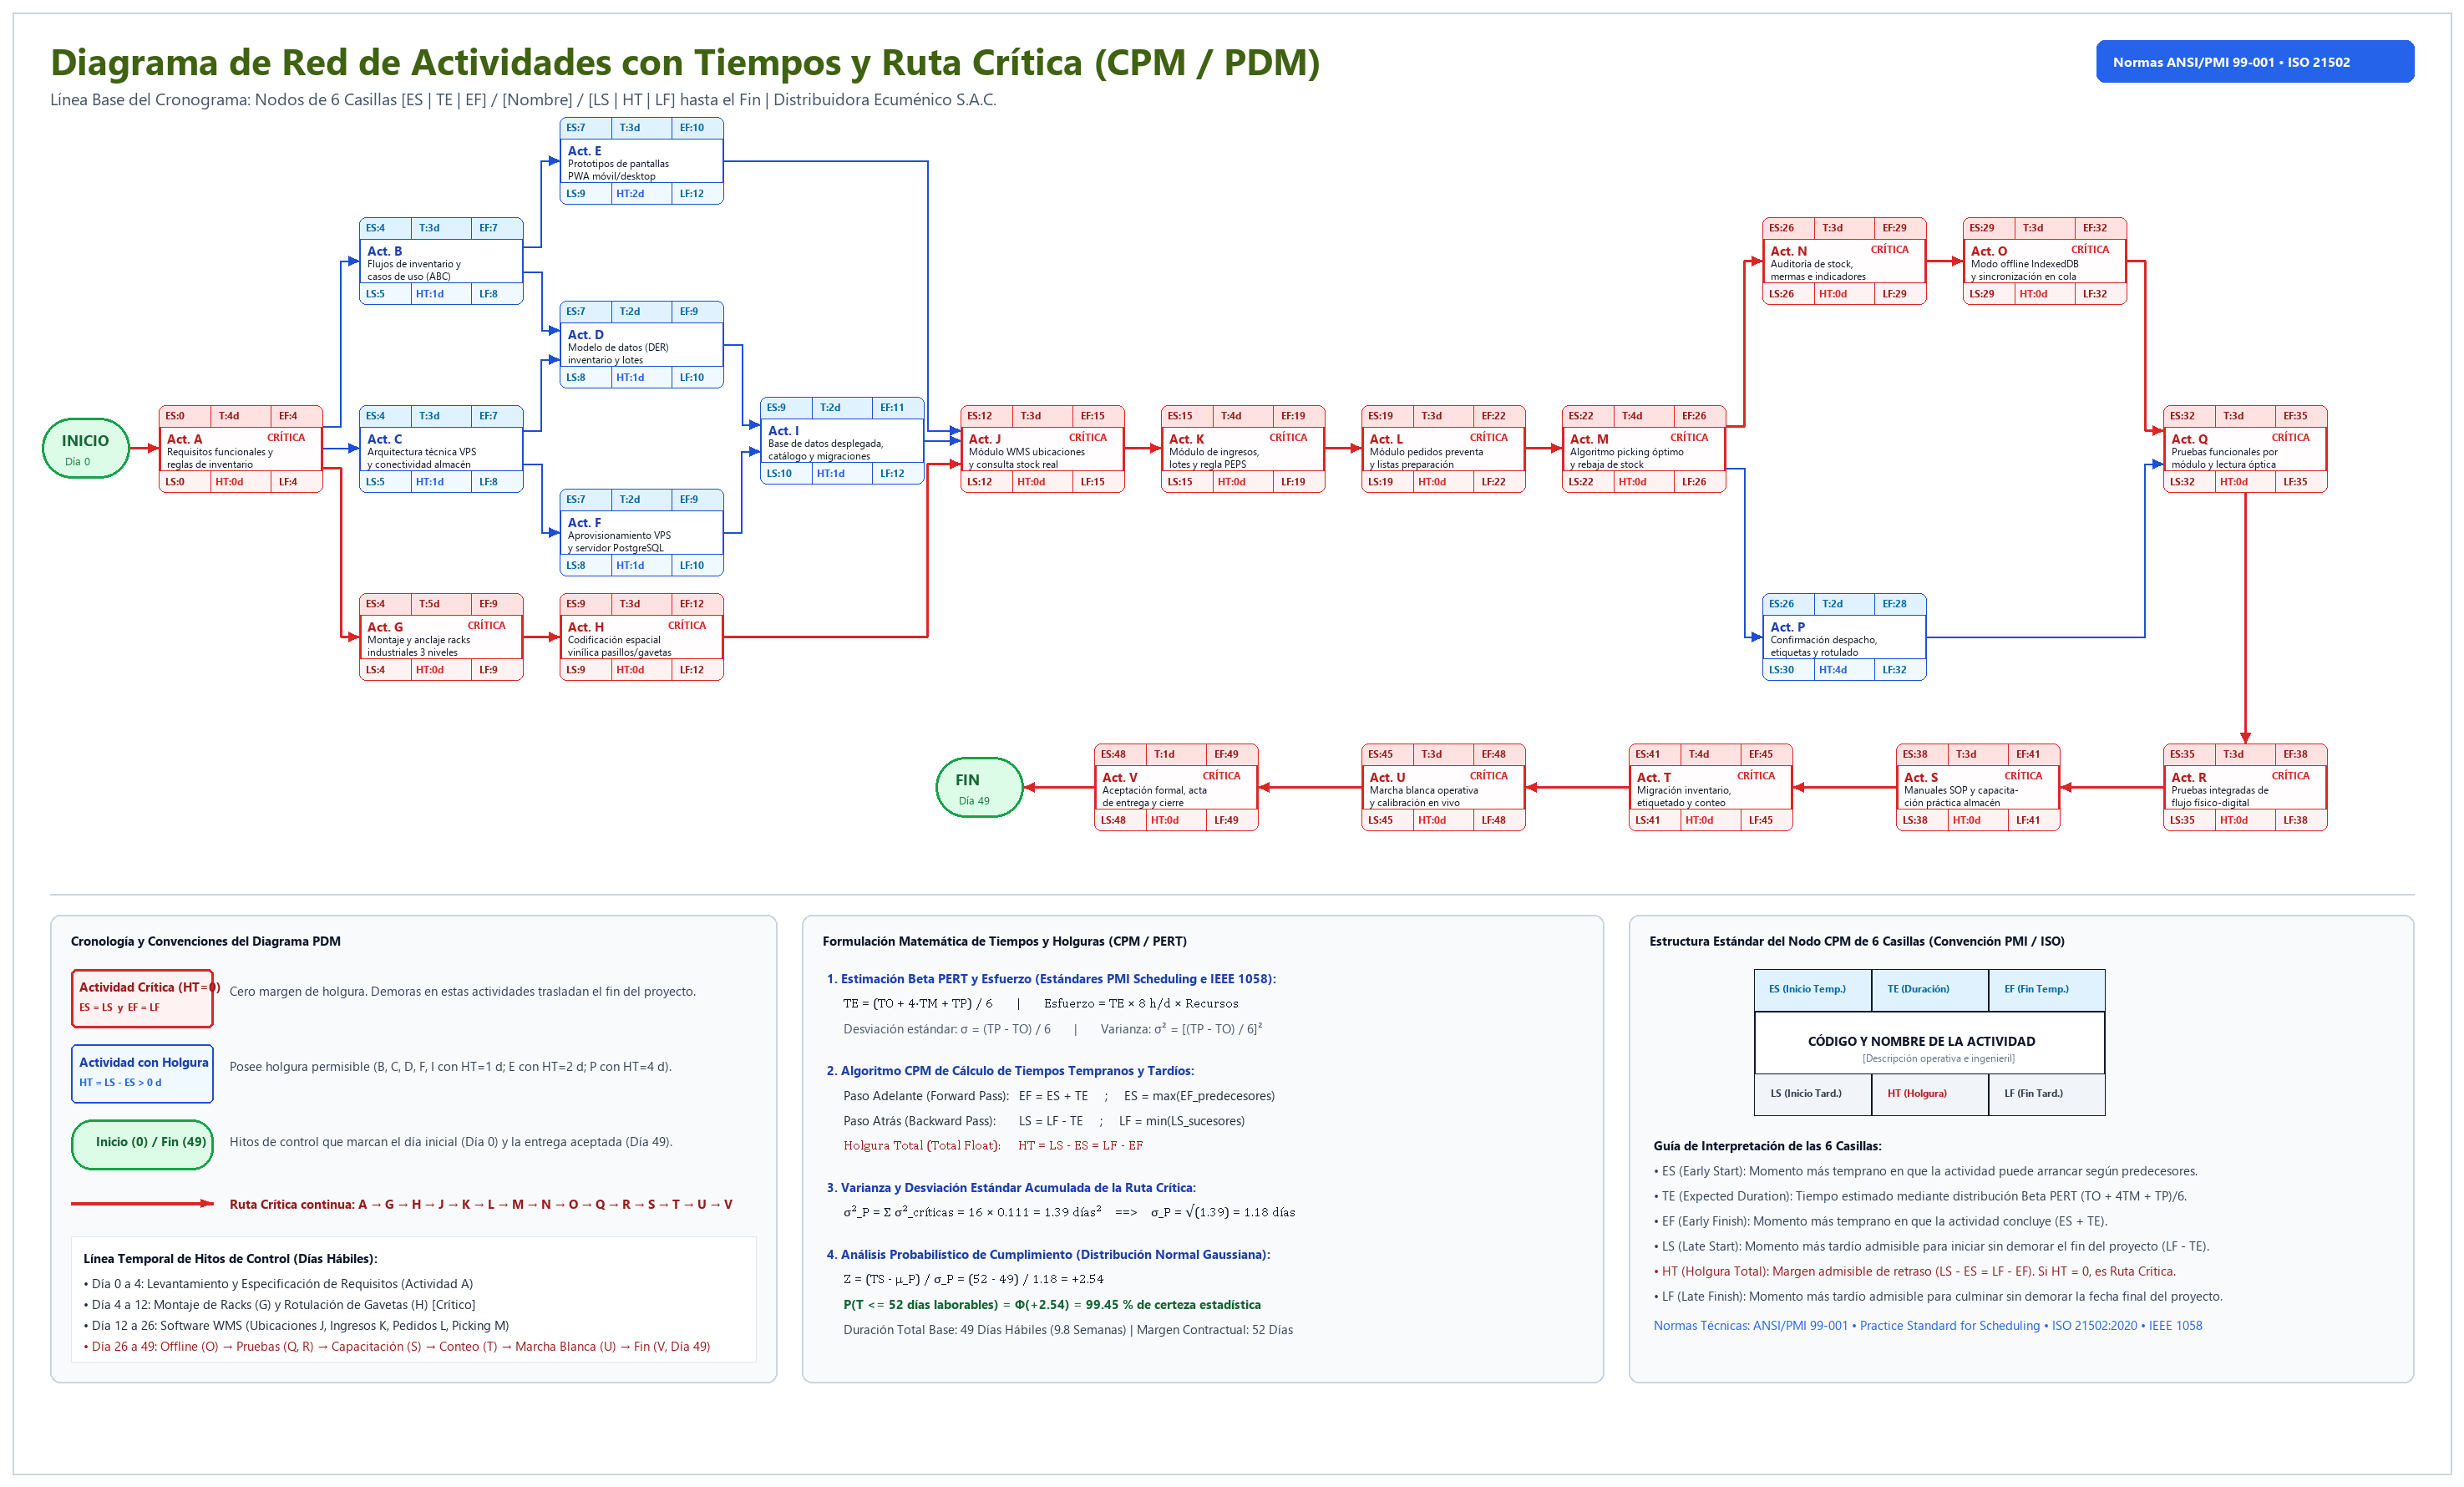 Diagrama de Red de Actividades con Tiempos y Ruta Crítica (CPM / PDM)
Normas ANSI/PMI 99-001 • ISO 21502
Línea Base del Cronograma: Nodos de 6 Casillas [ES | TE | EF] / [Nombre] / [LS | HT | LF] hasta el Fin | Distribuidora Ecuménico S.A.C.
INICIO
Día 0
ES:0 T:4d EF:4
Act. A CRÍTICA
Requisitos funcionales y
reglas de inventario
LS:0 HT:0d LF:4
ES:4 T:3d EF:7
Act. B
Flujos de inventario y
casos de uso (ABC)
LS:5 HT:1d LF:8
ES:4 T:3d EF:7
Act. C
Arquitectura técnica VPS
y conectividad almacén
LS:5 HT:1d LF:8
ES:4 T:5d EF:9
Act. G CRÍTICA
Montaje y anclaje racks
industriales 3 niveles
LS:4 HT:0d LF:9
ES:7 T:3d EF:10
Act. E
Prototipos de pantallas
PWA móvil/desktop
LS:9 HT:2d LF:12
ES:7 T:2d EF:9
Act. D
Modelo de datos (DER)
inventario y lotes
LS:8 HT:1d LF:10
ES:7 T:2d EF:9
Act. F
Aprovisionamiento VPS
y servidor PostgreSQL
LS:8 HT:1d LF:10
ES:9 T:3d EF:12
Act. H CRÍTICA
Codificación espacial
vinílica pasillos/gavetas
LS:9 HT:0d LF:12
ES:9 T:2d EF:11
Act. I
Base de datos desplegada,
catálogo y migraciones
LS:10 HT:1d LF:12
ES:12 T:3d EF:15
Act. J CRÍTICA
Módulo WMS ubicaciones
y consulta stock real
LS:12 HT:0d LF:15
ES:15 T:4d EF:19
Act. K CRÍTICA
Módulo de ingresos,
lotes y regla PEPS
LS:15 HT:0d LF:19
ES:19 T:3d EF:22
Act. L CRÍTICA
Módulo pedidos preventa
y listas preparación
LS:19 HT:0d LF:22
ES:22 T:4d EF:26
Act. M CRÍTICA
Algoritmo picking óptimo
y rebaja de stock
LS:22 HT:0d LF:26
ES:26 T:3d EF:29
Act. N CRÍTICA
Auditoría de stock,
mermas e indicadores
LS:26 HT:0d LF:29
ES:29 T:3d EF:32
Act. O CRÍTICA
Modo offline IndexedDB
y sincronización en cola
LS:29 HT:0d LF:32
ES:26 T:2d EF:28
Act. P
Confirmación despacho,
etiquetas y rotulado
LS:30 HT:4d LF:32
ES:32 T:3d EF:35
Act. Q CRÍTICA
Pruebas funcionales por
módulo y lectura óptica
LS:32 HT:0d LF:35
ES:35 T:3d EF:38
Act. R CRÍTICA
Pruebas integradas de
flujo físico-digital
LS:35 HT:0d LF:38
ES:38 T:3d EF:41
Act. S CRÍTICA
Manuales SOP y capacita-
ción práctica almacén
LS:38 HT:0d LF:41
ES:41 T:4d EF:45
Act. T CRÍTICA
Migración inventario,
etiquetado y conteo
LS:41 HT:0d LF:45
ES:45 T:3d EF:48
Act. U CRÍTICA
Marcha blanca operativa
y calibración en vivo
LS:45 HT:0d LF:48
ES:48 T:1d EF:49
Act. V CRÍTICA
Aceptación formal, acta
de entrega y cierre
LS:48 HT:0d LF:49
FIN
Día 49
Cronología y Convenciones del Diagrama PDM
Actividad Crítica (HT=0)
ES = LS y EF = LF
Cero margen de holgura. Demoras en estas actividades trasladan el fin del proyecto.
Actividad con Holgura
HT = LS - ES > 0 d
Posee holgura permisible (B, C, D, F, I con HT=1 d; E con HT=2 d; P con HT=4 d).
Inicio (0) / Fin (49)
Hitos de control que marcan el día inicial (Día 0) y la entrega aceptada (Día 49).
Ruta Crítica continua: A → G → H → J → K → L → M → N → O → Q → R → S → T → U → V
Línea Temporal de Hitos de Control (Días Hábiles):
• Día 0 a 4: Levantamiento y Especificación de Requisitos (Actividad A)
• Día 4 a 12: Montaje de Racks (G) y Rotulación de Gavetas (H) [Crítico]
• Día 12 a 26: Software WMS (Ubicaciones J, Ingresos K, Pedidos L, Picking M)
• Día 26 a 49: Offline (O) → Pruebas (Q, R) → Capacitación (S) → Conteo (T) → Marcha Blanca (U) → Fin (V, Día 49)
Formulación Matemática de Tiempos y Holguras (CPM / PERT)
1. Estimación Beta PERT y Esfuerzo (Estándares PMI Scheduling e IEEE 1058):
TE = (TO + 4·TM + TP) / 6 | Esfuerzo = TE × 8 h/d × Recursos
Desviación estándar: σ = (TP - TO) / 6 | Varianza: σ² = [(TP - TO) / 6]²
2. Algoritmo CPM de Cálculo de Tiempos Tempranos y Tardíos:
Paso Adelante (Forward Pass): EF = ES + TE ; ES = max(EF_predecesores)
Paso Atrás (Backward Pass): LS = LF - TE ; LF = min(LS_sucesores)
Holgura Total (Total Float): HT = LS - ES = LF - EF
3. Varianza y Desviación Estándar Acumulada de la Ruta Crítica:
σ²_P = Σ σ²_críticas = 16 × 0.111 = 1.39 días² ==> σ_P = √(1.39) = 1.18 días
4. Análisis Probabilístico de Cumplimiento (Distribución Normal Gaussiana):
Z = (TS - μ_P) / σ_P = (52 - 49) / 1.18 = +2.54
P(T <= 52 días laborables) = Φ(+2.54) = 99.45 % de certeza estadística
Duración Total Base: 49 Días Hábiles (9.8 Semanas) | Margen Contractual: 52 Días
Estructura Estándar del Nodo CPM de 6 Casillas (Convención PMI / ISO)
ES (Inicio Temp.) TE (Duración) EF (Fin Temp.)
CÓDIGO Y NOMBRE DE LA ACTIVIDAD
[Descripción operativa e ingenieril]
LS (Inicio Tard.) HT (Holgura) LF (Fin Tard.)
Guía de Interpretación de las 6 Casillas:
• ES (Early Start): Momento más temprano en que la actividad puede arrancar según predecesores.
• TE (Expected Duration): Tiempo estimado mediante distribución Beta PERT (TO + 4TM + TP)/6.
• EF (Early Finish): Momento más temprano en que la actividad concluye (ES + TE).
• LS (Late Start): Momento más tardío admisible para iniciar sin demorar el fin del proyecto (LF - TE).
• HT (Holgura Total): Margen admisible de retraso (LS - ES = LF - EF). Si HT = 0, es Ruta Crítica.
• LF (Late Finish): Momento más tardío admisible para culminar sin demorar la fecha final del proyecto.
Normas Técnicas: ANSI/PMI 99-001 • Practice Standard for Scheduling • ISO 21502:2020 • IEEE 1058